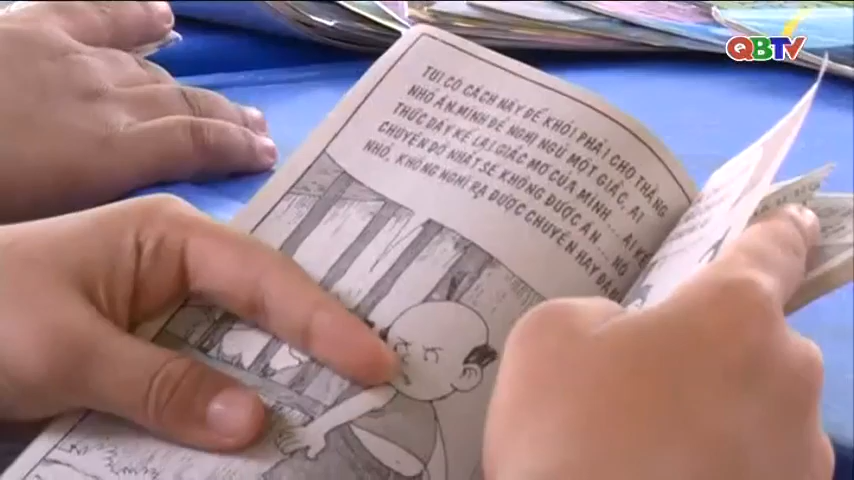 QBTV
TUI CÓ CÁCH NÀY ĐỂ KHỎI PHẢI CHO THẰNG
NHỎ ĂN. MÌNH ĐỀ NGHỊ NGỦ MỘT GIẤC, AI
THỨC DẬY KỂ LẠI GIẤC MƠ CỦA MÌNH ... AI KỂ
CHUYỆN DỞ NHẤT SẼ KHÔNG ĐƯỢC ĂN ... NÓ
NHỎ, KHÔNG NGHĨ RA ĐƯỢC CHUYỆN HAY ĐÂU